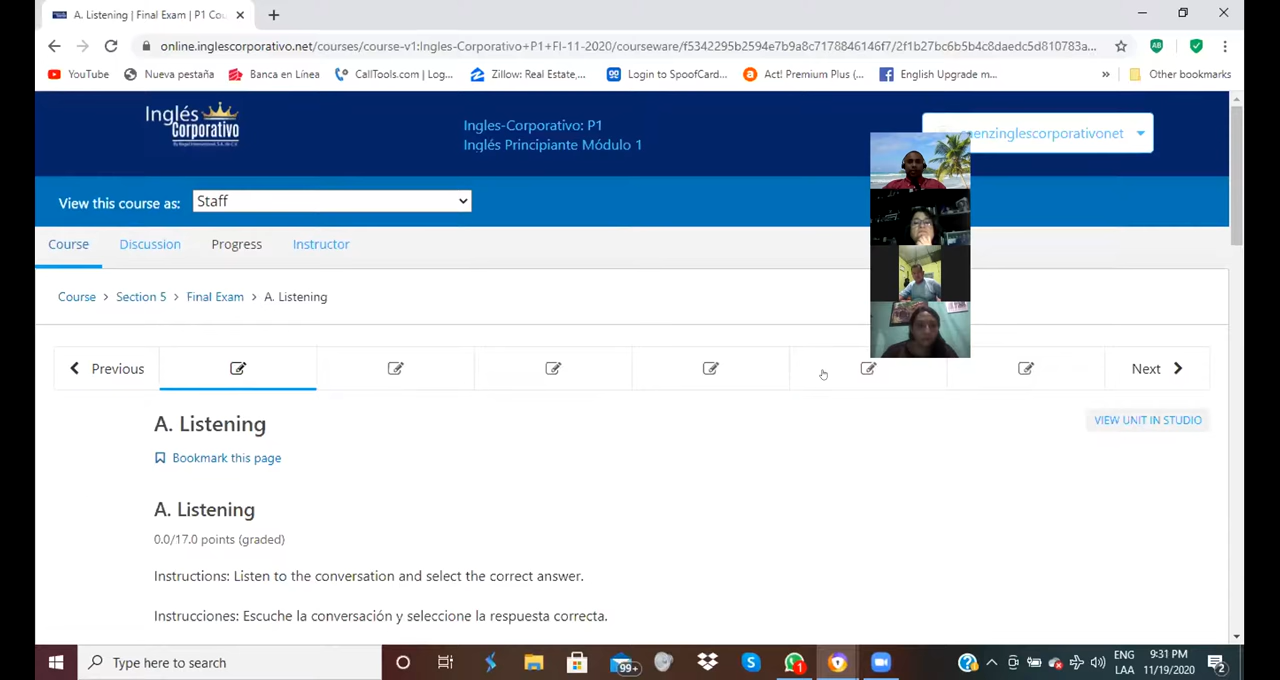 A. Listening | Final Exam | P1 Cou
online.inglescorporativo.net/courses/course-v1:Ingles-Corporativo+P1+FI-11-2020/courseware/f5342295b2594e7b9a8c7178846146f7/2f1b27bc6b5b4c8daedc5d810783a...
YouTube
Nueva pestaña
Banca en Línea
CallTools.com | Log...
Zillow: Real Estate,...
Login to SpoofCard...
Act! Premium Plus (...
English Upgrade m...
»
Other bookmarks
Inglés
Corporativo
Ingles-Corporativo: P1
Inglés Principiante Módulo 1
enzinglescorporativonet
View this course as:
Staff
Course
Discussion
Progress
Instructor
Course > Section 5 > Final Exam > A. Listening
Previous
Next
A. Listening
VIEW UNIT IN STUDIO
Bookmark this page
A. Listening
0.0/17.0 points (graded)
Instructions: Listen to the conversation and select the correct answer.
Instrucciones: Escuche la conversación y seleccione la respuesta correcta.
Type here to search
99+
1
ENG
LAA
9:31 PM
11/19/2020
2